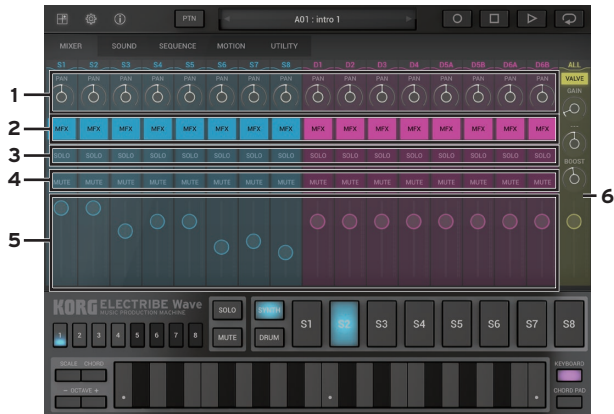 PTN A01 : intro 1
MIXER SOUND SEQUENCE MOTION UTILITY
S1 S2 S3 S4 S5 S6 S7 S8 D1 D2 D3 D4 D5A D5B D6A D6B ALL
PAN PAN PAN PAN PAN PAN PAN PAN PAN PAN PAN PAN PAN PAN PAN PAN VALVE
1 GAIN
2 MFX MFX MFX MFX MFX MFX MFX MFX MFX MFX MFX MFX MFX MFX MFX MFX
3 SOLO SOLO SOLO SOLO SOLO SOLO SOLO SOLO SOLO SOLO SOLO SOLO SOLO SOLO SOLO SOLO BOOST
4 MUTE MUTE MUTE MUTE MUTE MUTE MUTE MUTE MUTE MUTE MUTE MUTE MUTE MUTE MUTE MUTE
6
5
KORG ELECTRIBE Wave
MUSIC PRODUCTION MACHINE
SOLO SYNTH S1 S2 S3 S4 S5 S6 S7 S8
1 2 3 4 5 6 7 8 MUTE DRUM
SCALE CHORD KEYBOARD
− OCTAVE + CHORD PAD